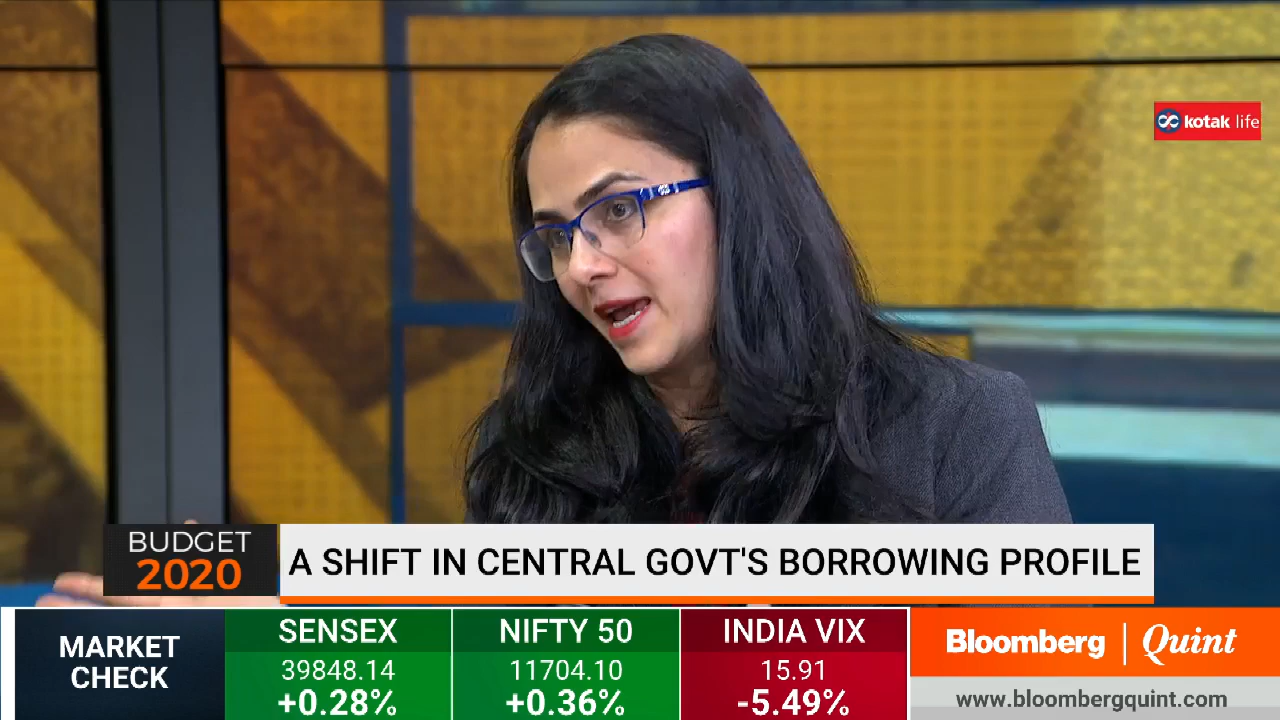 kotak life
BUDGET
2020
A SHIFT IN CENTRAL GOVT'S BORROWING PROFILE
MARKET
CHECK
SENSEX
39848.14
+0.28%
NIFTY 50
11704.10
+0.36%
INDIA VIX
15.91
-5.49%
Bloomberg | Quint
www.bloombergquint.com